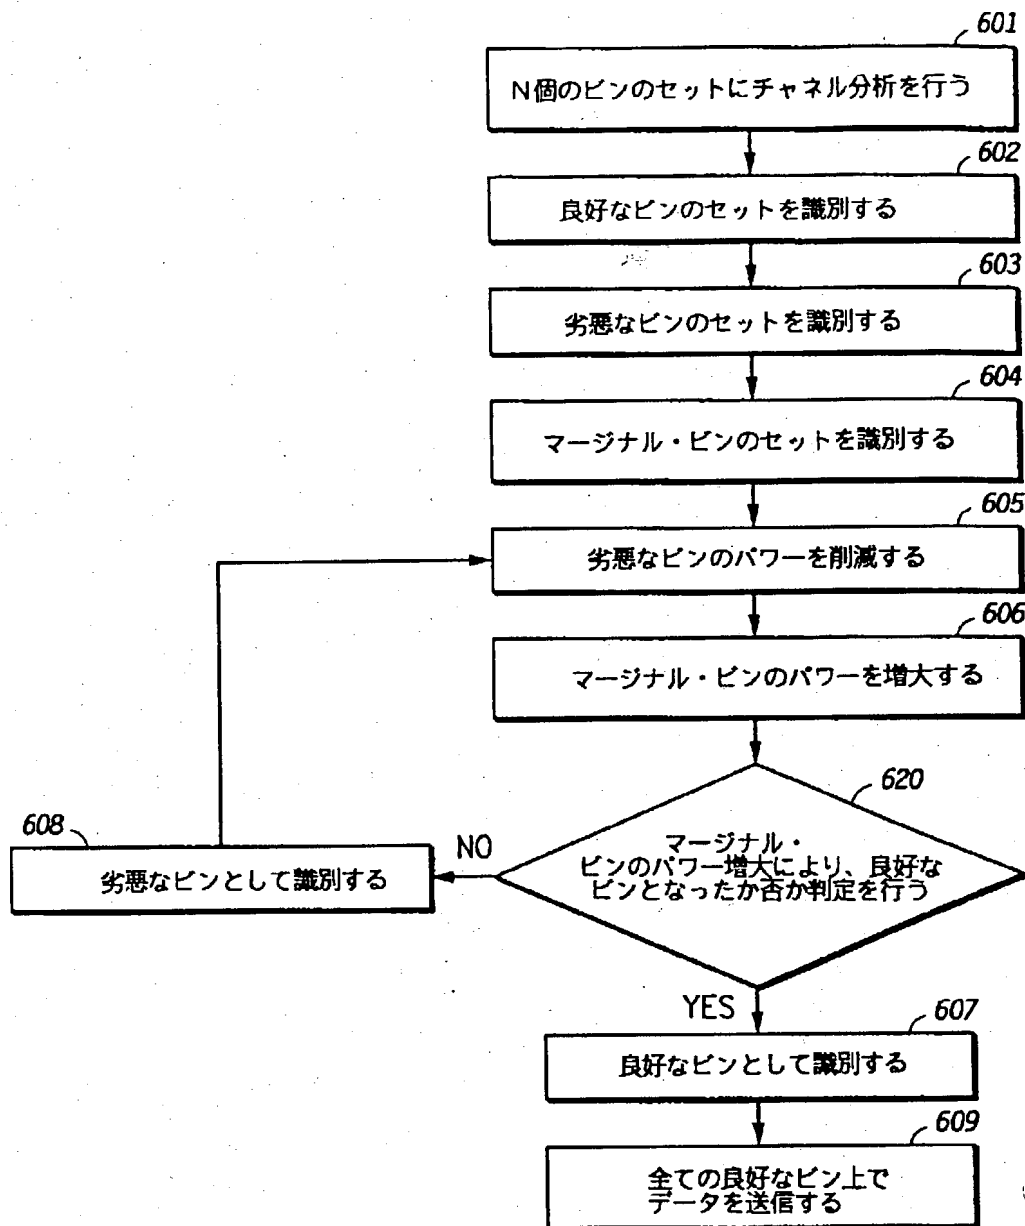 601
N個のビンのセットにチャネル分析を行う
602
良好なビンのセットを識別する
603
劣悪なビンのセットを識別する
604
マージナル・ビンのセットを識別する
605
劣悪なビンのパワーを削減する
606
マージナル・ビンのパワーを増大する
620
マージナル・
ビンのパワー増大により、良好な
ビンとなったか否か判定を行う
NO
608
劣悪なビンとして識別する
YES
607
良好なビンとして識別する
609
全ての良好なビン上で
データを送信する